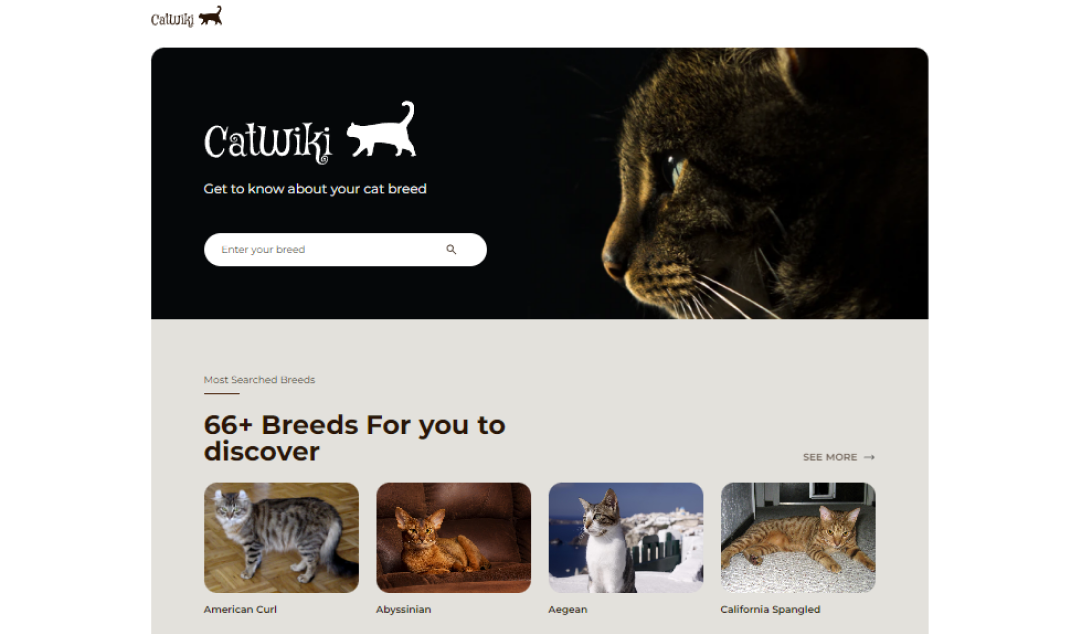 CatWiki
CatWiki
Get to know about your cat breed
Enter your breed
Most Searched Breeds
66+ Breeds For you to
discover
SEE MORE →
American Curl
Abyssinian
Aegean
California Spangled